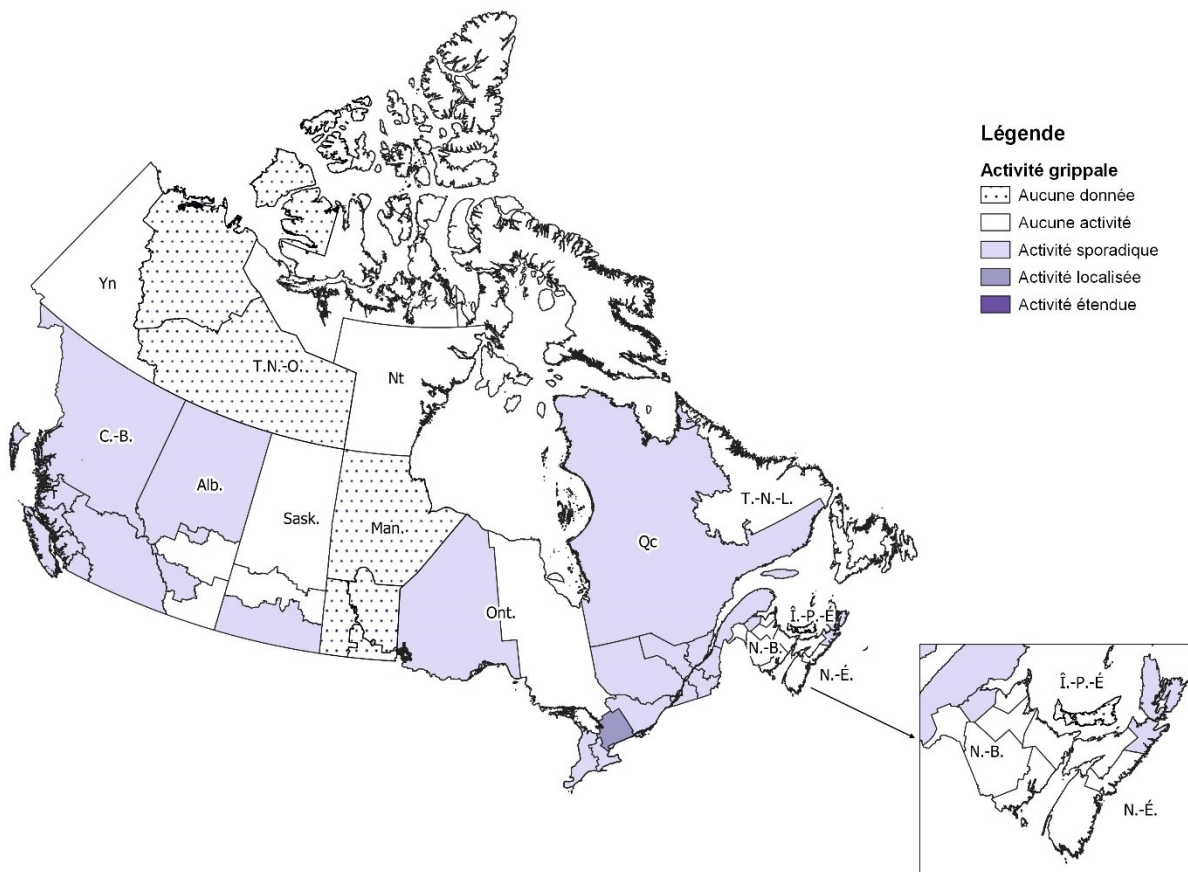 Légende
Activité grippale
Aucune donnée
Aucune activité
Activité sporadique
Activité localisée
Activité étendue
Yn
T.N.-O.
Nt
C.-B.
Alb.
Sask.
Man.
Ont.
Qc
T.-N.-L.
Î.-P.-É
N.-B.
N.-É.
Î.-P.-É
N.-B.
N.-É.